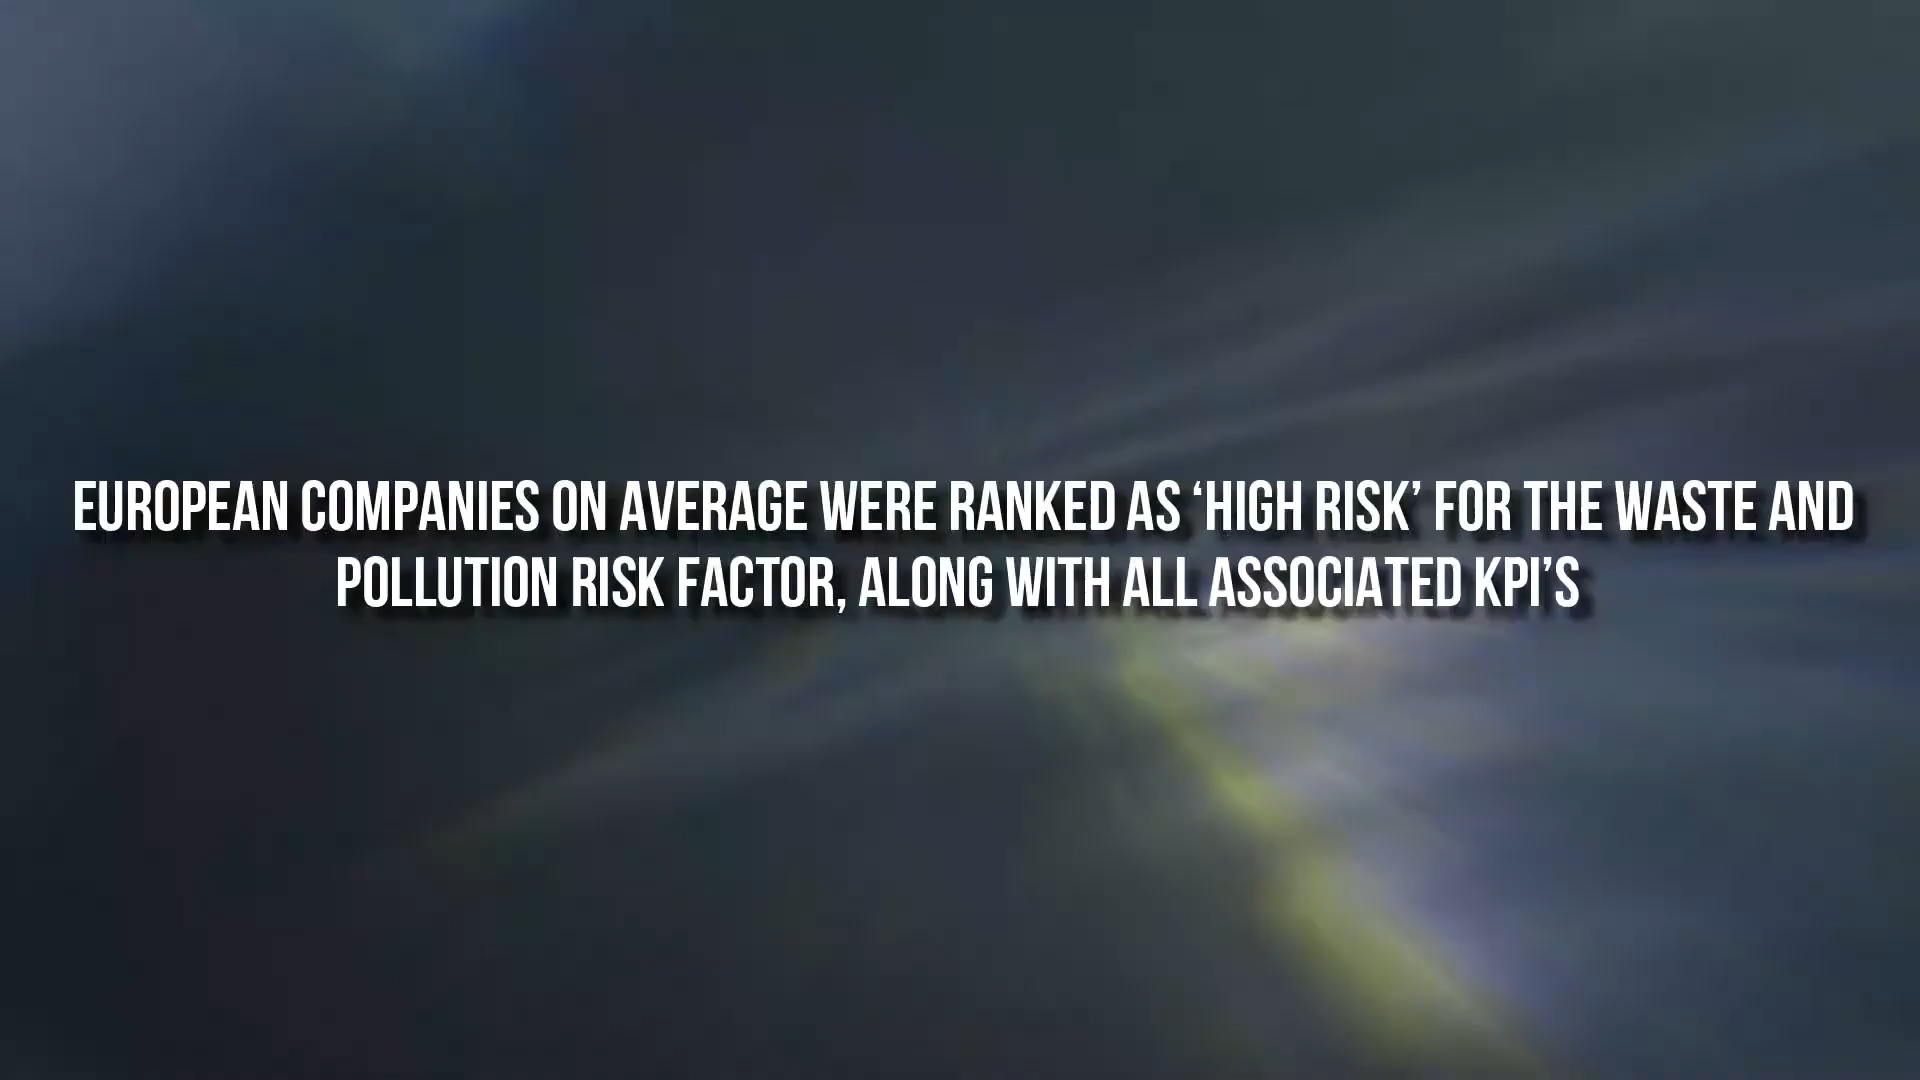 EUROPEAN COMPANIES ON AVERAGE WERE RANKED AS ‘HIGH RISK’ FOR THE WASTE AND
POLLUTION RISK FACTOR, ALONG WITH ALL ASSOCIATED KPI’S